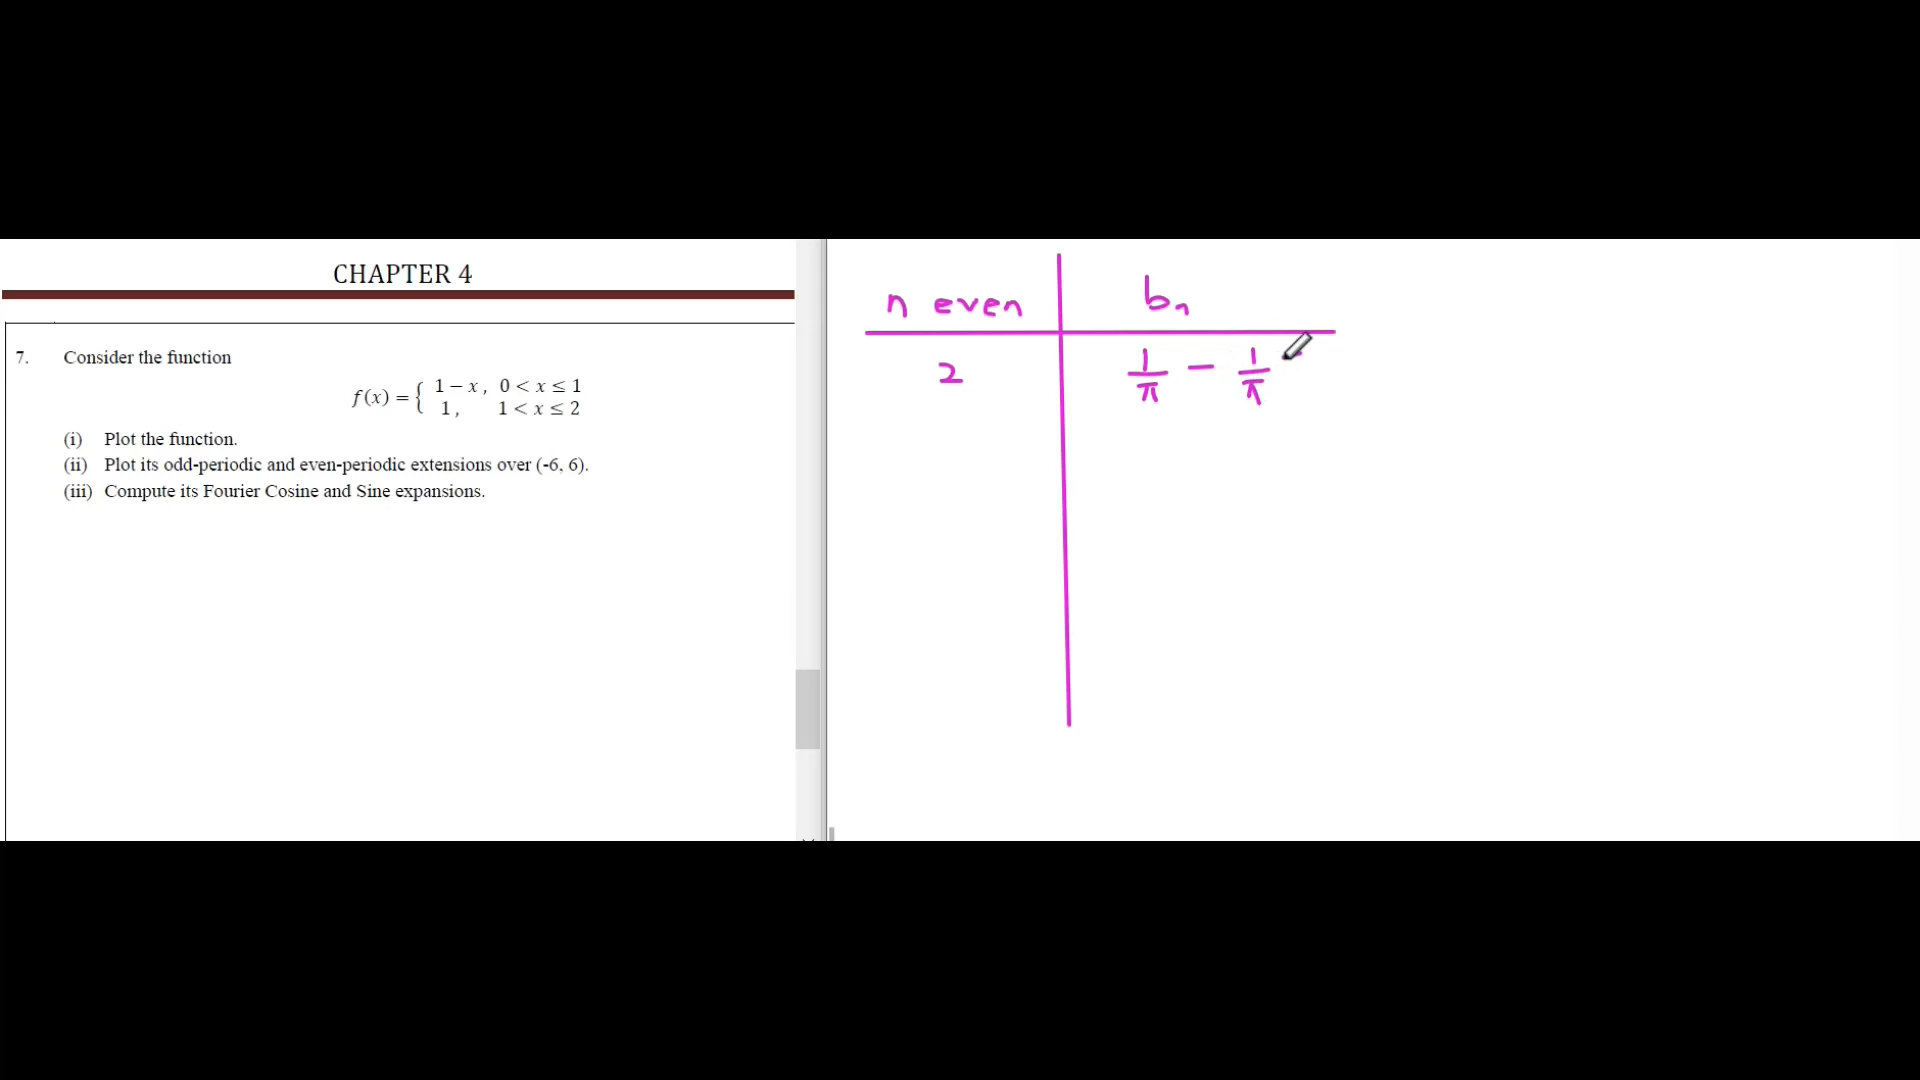 CHAPTER 4
7. Consider the function
f(x) = { 1 − x , 0 < x ≤ 1
1 , 1 < x ≤ 2
(i) Plot the function.
(ii) Plot its odd-periodic and even-periodic extensions over (-6, 6).
(iii) Compute its Fourier Cosine and Sine expansions.
n even bₙ
2 1/π − 1/π